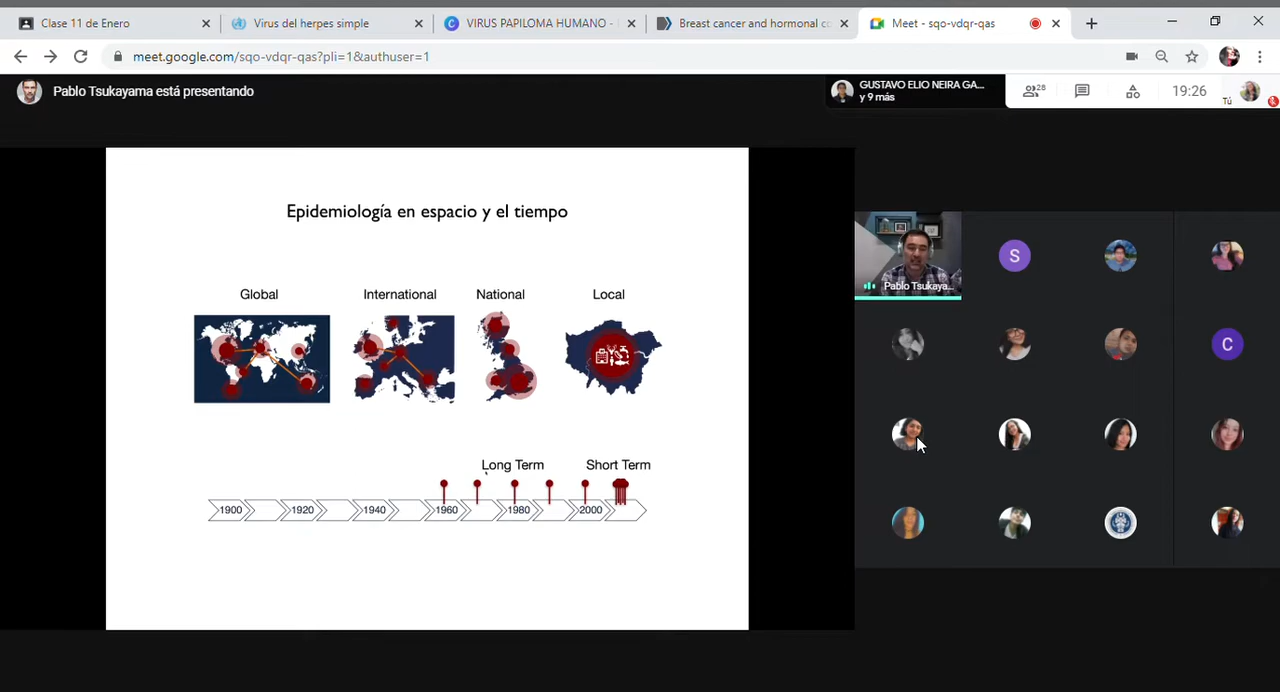 Clase 11 de Enero
Virus del herpes simple
VIRUS PAPILOMA HUMANO -
Breast cancer and hormonal co
Meet - sqo-vdqr-qas
meet.google.com/sqo-vdqr-qas?pli=1&authuser=1
Pablo Tsukayama está presentando
GUSTAVO ELIO NEIRA GA...
y 9 más
28
19:26
Tú
Epidemiología en espacio y el tiempo
Global
International
National
Local
Long Term
Short Term
1900
1920
1940
1960
1980
2000
Pablo Tsukaya...
S
C